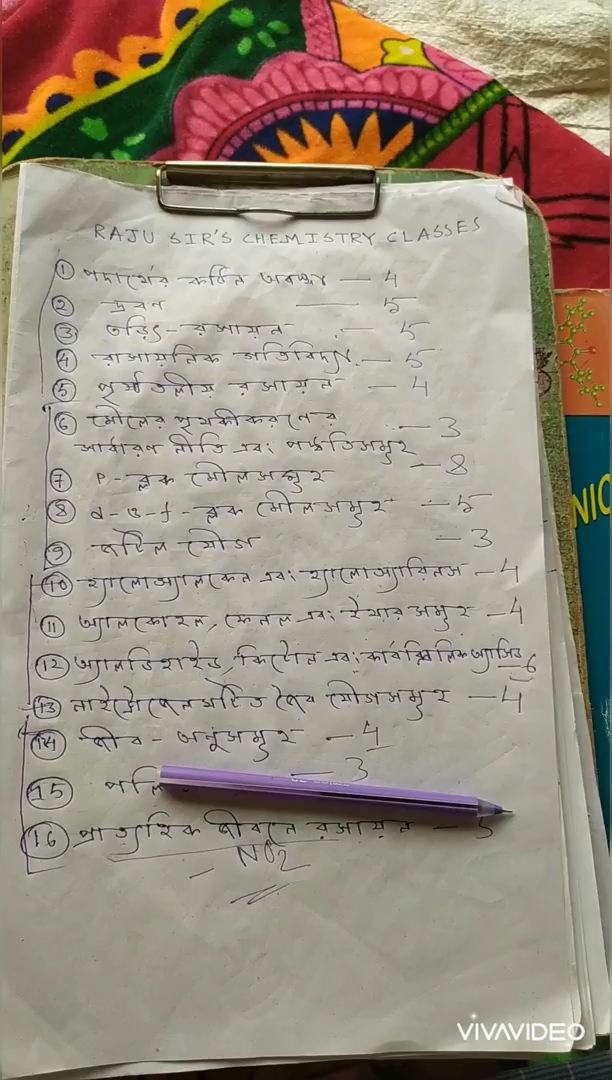 RAJU SIR'S CHEMISTRY CLASSES
① পদার্থের কঠিন অবস্থা — 4
② দ্রবণ — 5
③ তড়িৎ-রসায়ন — 5
④ রাসায়নিক গতিবিদ্যা — 5
⑤ পৃষ্ঠতলীয় রসায়ন — 4
⑥ মৌলের পৃথকীকরণের — 3
সাধারণ নীতি এবং পদ্ধতিসমূহ
⑦ P-ব্লক মৌলসমূহ — 8
⑧ d-ও-f-ব্লক মৌলসমূহ — 5
⑨ জটিল যৌগ — 3
⑩ হ্যালোঅ্যালকেন এবং হ্যালোঅ্যারিনস — 4
⑪ অ্যালকোহল, ফেনল এবং ইথার সমূহ — 4
⑫ অ্যালডিহাইড, কিটোন এবং কার্বক্সিলিক অ্যাসিড — 6
⑬ নাইট্রোজেনঘটিত জৈব যৌগসমূহ — 4
⑭ জীব-অনুসমূহ — 4
⑮ পলি — 3
⑯ প্রাত্যহিক জীবনে রসায়ন —
NO2
NIC
VIVAVIDEO